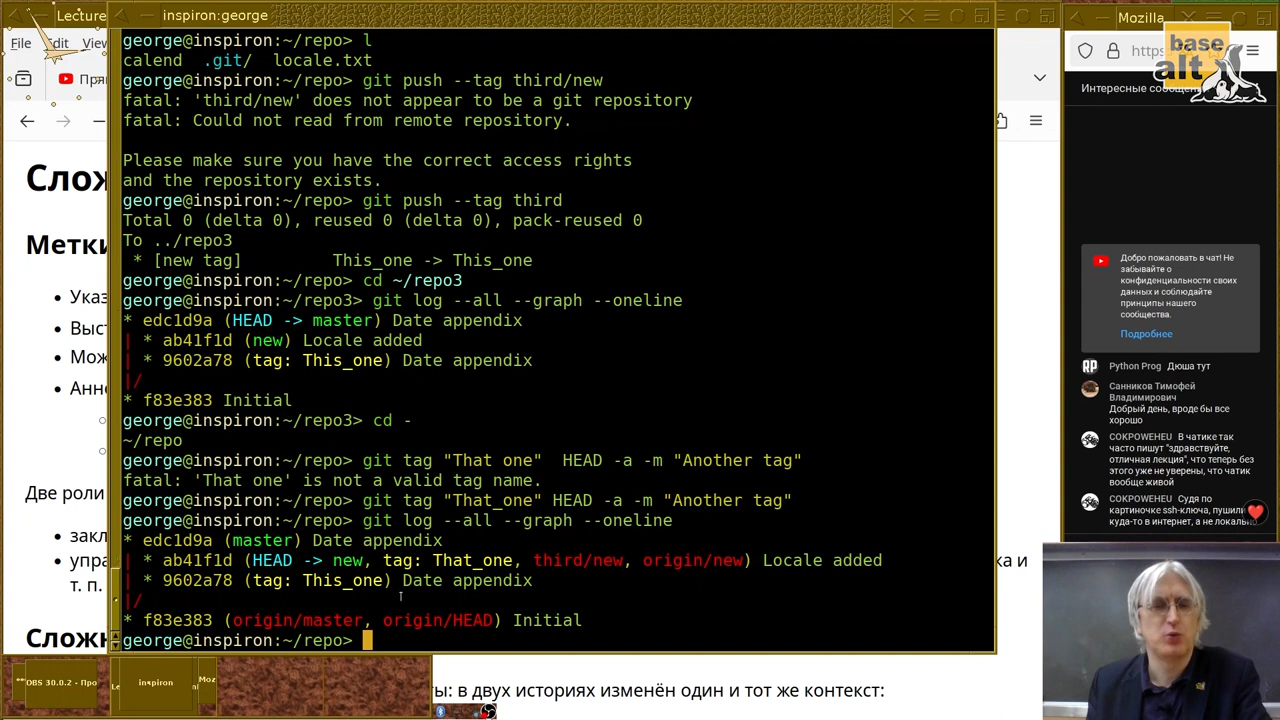 Lecture
inspiron:george
Mozilla
File Edit View
https
base
alt
Интересные сообщен
george@inspiron:~/repo> l
calend  .git/  locale.txt
george@inspiron:~/repo> git push --tag third/new
fatal: 'third/new' does not appear to be a git repository
fatal: Could not read from remote repository.
Please make sure you have the correct access rights
and the repository exists.
george@inspiron:~/repo> git push --tag third
Total 0 (delta 0), reused 0 (delta 0), pack-reused 0
To ../repo3
 * [new tag]         This_one -> This_one
george@inspiron:~/repo> cd ~/repo3
george@inspiron:~/repo3> git log --all --graph --oneline
* edc1d9a (HEAD -> master) Date appendix
| * ab41f1d (new) Locale added
| * 9602a78 (tag: This_one) Date appendix
|/
* f83e383 Initial
george@inspiron:~/repo3> cd -
~/repo
george@inspiron:~/repo> git tag "That one"  HEAD -a -m "Another tag"
fatal: 'That one' is not a valid tag name.
george@inspiron:~/repo> git tag "That_one" HEAD -a -m "Another tag"
george@inspiron:~/repo> git log --all --graph --oneline
* edc1d9a (master) Date appendix
| * ab41f1d (HEAD -> new, tag: That_one, third/new, origin/new) Locale added
| * 9602a78 (tag: This_one) Date appendix
|/
* f83e383 (origin/master, origin/HEAD) Initial
george@inspiron:~/repo>
При
Слож
Метки
Указ
Выст
Мож
Анно
Две роли
закл
упра
ка и
т. п.
Сложн
ты: в двух историях изменён один и тот же контекст:
Добро пожаловать в чат! Не
забывайте о
конфиденциальности своих
данных и соблюдайте
принципы нашего
сообщества.
Подробнее
Python Prog Дюша тут
Санников Тимофей
Владимирович
Добрый день, вроде бы все
хорошо
COKPOWEHEU В чатике так
часто пишут "здравствуйте,
отличная лекция", что теперь без
этого уже не уверены, что чатик
вообще живой
COKPOWEHEU Судя по
картиночке ssh-ключа, пушили
куда-то в интернет, а не локально
OBS 30.0.2 - Про
inspiron
Moz